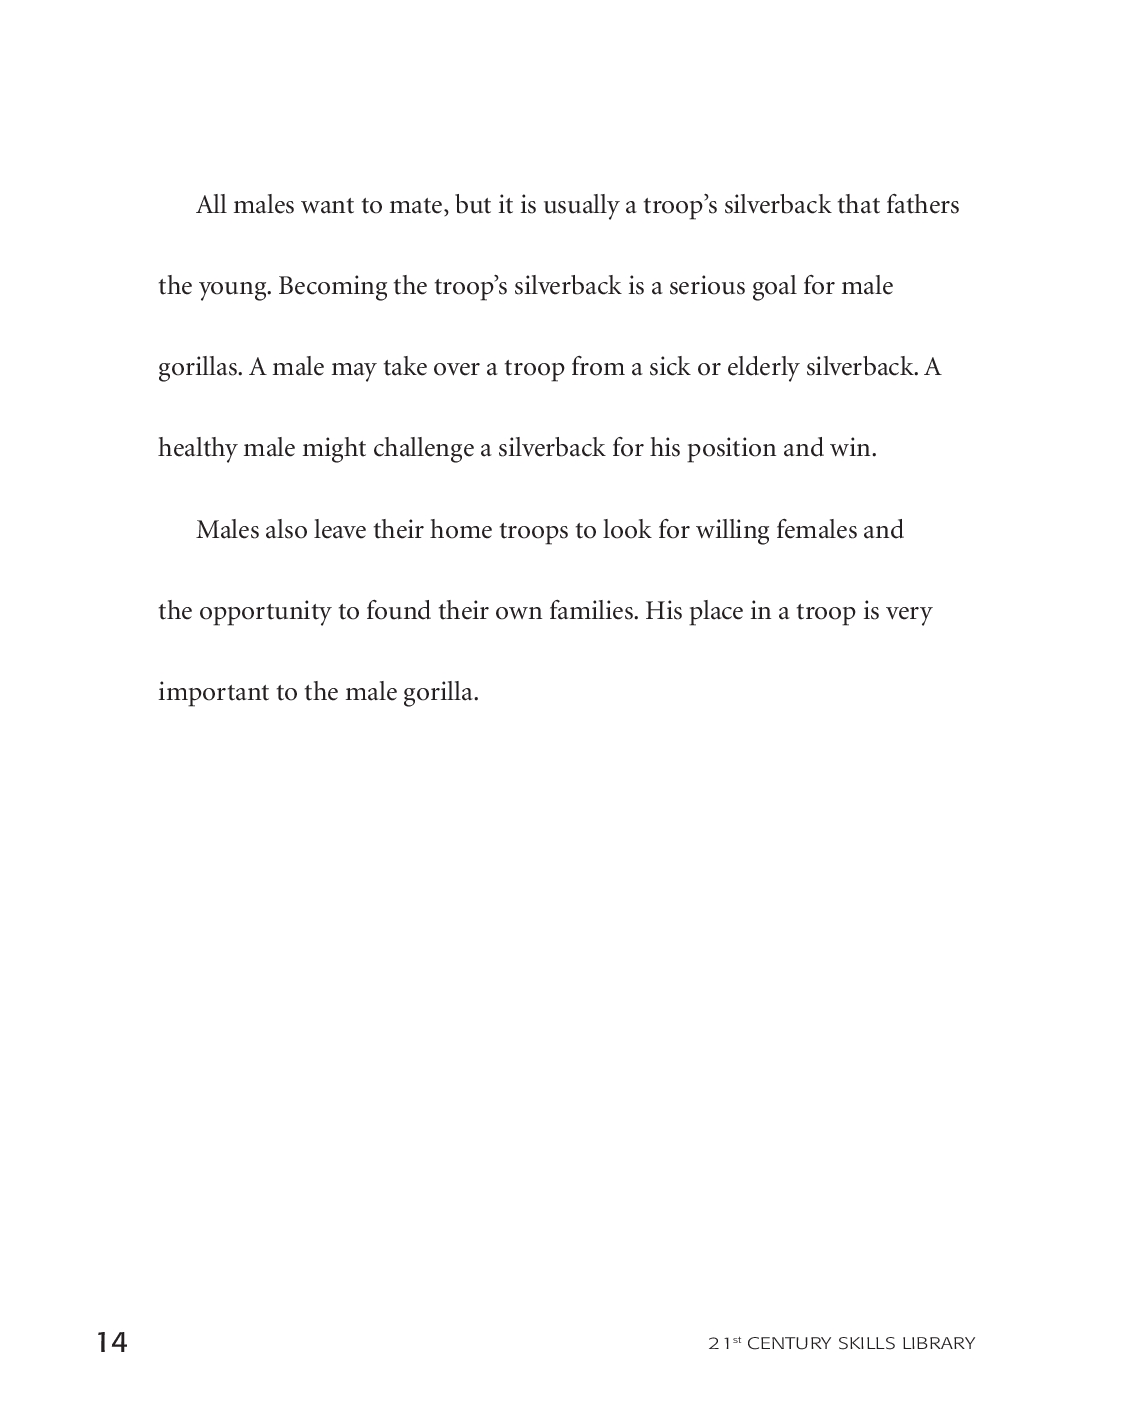 All males want to mate, but it is usually a troop’s silverback that fathers
the young. Becoming the troop’s silverback is a serious goal for male
gorillas. A male may take over a troop from a sick or elderly silverback. A
healthy male might challenge a silverback for his position and win.
Males also leave their home troops to look for willing females and
the opportunity to found their own families. His place in a troop is very
important to the male gorilla.
14
21st CENTURY SKILLS LIBRARY